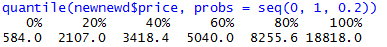 quantile(newnewd$price, probs = seq(0, 1, 0.2))
0% 20% 40% 60% 80% 100%
584.0 2107.0 3418.4 5040.0 8255.6 18818.0